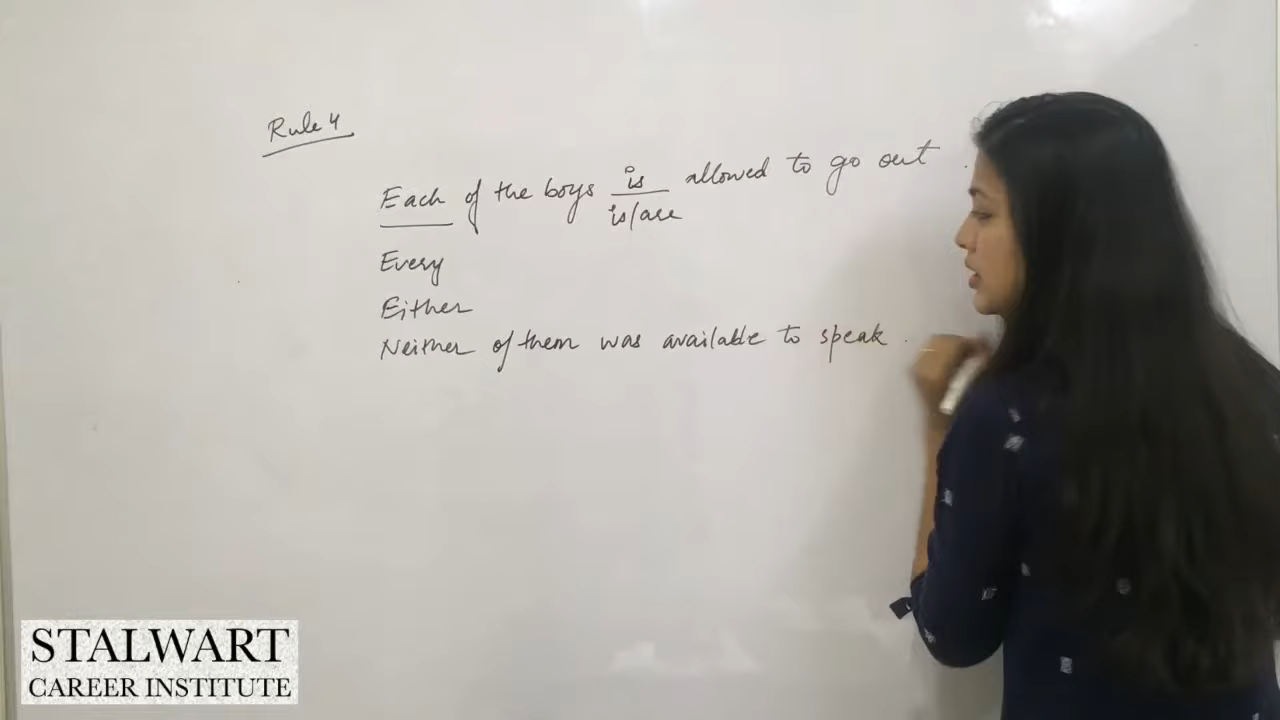 Rule 4
Each of the boys is allowed to go out.
is/are
Every
Either
Neither of them was available to speak.
STALWART
CAREER INSTITUTE